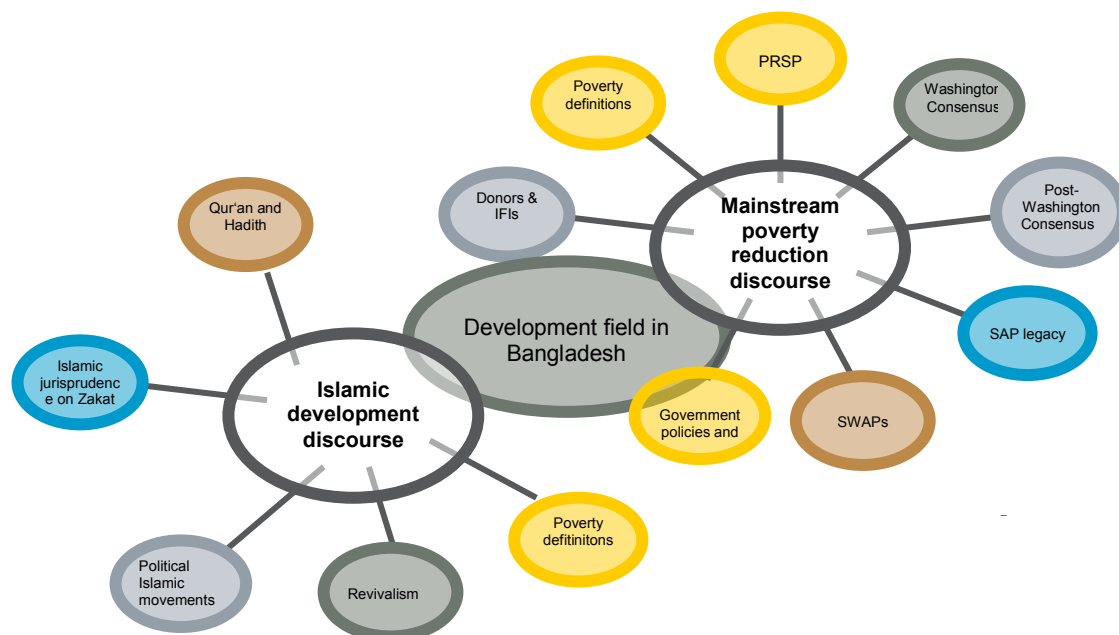 PRSP
Poverty
definitions
Washington
Consensus
Donors &
IFIs
Mainstream
poverty
reduction
discourse
Post-
Washington
Consensus
Qur‘an and
Hadith
Development field in
Bangladesh
SAP legacy
Islamic
jurisprudenc
e on Zakat
Islamic
development
discourse
Government
policies and
SWAPs
Poverty
defitinitons
Political
Islamic
movements
Revivalism